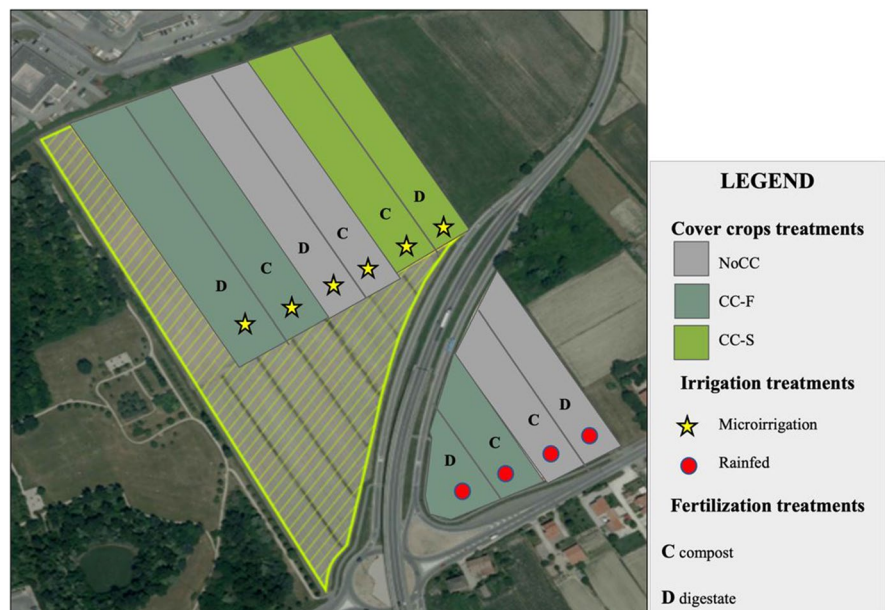 D
C
D
C
C
D
D
C
C
D
LEGEND
Cover crops treatments
NoCC
CC-F
CC-S
Irrigation treatments
Microirrigation
Rainfed
Fertilization treatments
C compost
D digestate